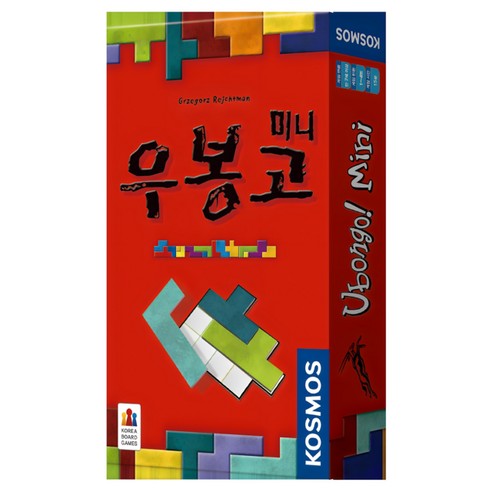 Grzegorz Rejchtman
미니
우봉고
KOSMOS
KOREA
BOARD
GAMES
KOSMOS
Ubongo! Mini